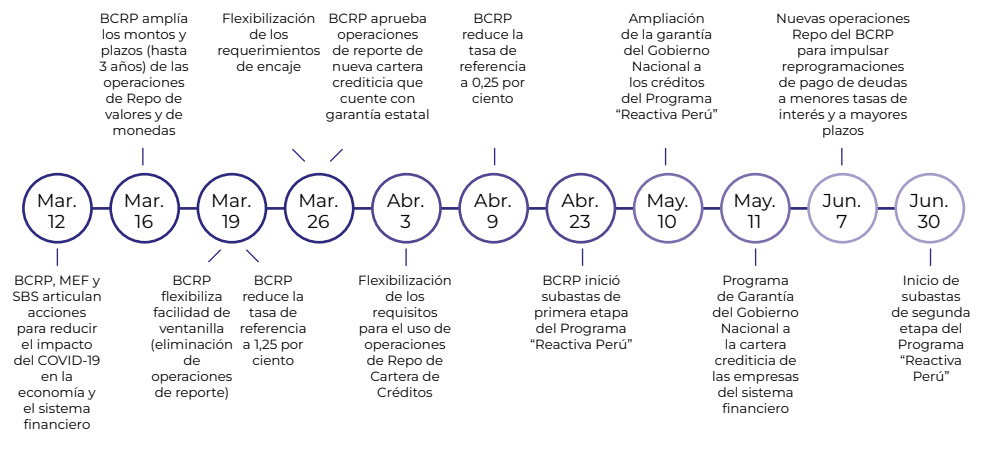 BCRP amplía
los montos y
plazos (hasta
3 años) de las
operaciones
de Repo de
valores y de
monedas
Flexibilización
de los
requerimientos
de encaje
BCRP aprueba
operaciones
de reporte de
nueva cartera
crediticia que
cuente con
garantía estatal
BCRP
reduce la
tasa de
referencia
a 0,25 por
ciento
Ampliación
de la garantía
del Gobierno
Nacional a
los créditos
del Programa
“Reactiva Perú”
Nuevas operaciones
Repo del BCRP
para impulsar
reprogramaciones
de pago de deudas
a menores tasas de
interés y a mayores
plazos
Mar.
12
Mar.
16
Mar.
19
Mar.
26
Abr.
3
Abr.
9
Abr.
23
May.
10
May.
11
Jun.
7
Jun.
30
BCRP, MEF y
SBS articulan
acciones
para reducir
el impacto
del COVID-19
en la
economía y
el sistema
financiero
BCRP
flexibiliza
facilidad de
ventanilla
(eliminación
de
operaciones
de reporte)
BCRP
reduce la
tasa de
referencia
a 1,25 por
ciento
Flexibilización
de los
requisitos
para el uso de
operaciones
de Repo de
Cartera de
Créditos
BCRP inició
subastas de
primera etapa
del Programa
“Reactiva Perú”
Programa
de Garantía
del Gobierno
Nacional a
la cartera
crediticia de
las empresas
del sistema
financiero
Inicio de
subastas
de segunda
etapa del
Programa
“Reactiva
Perú”